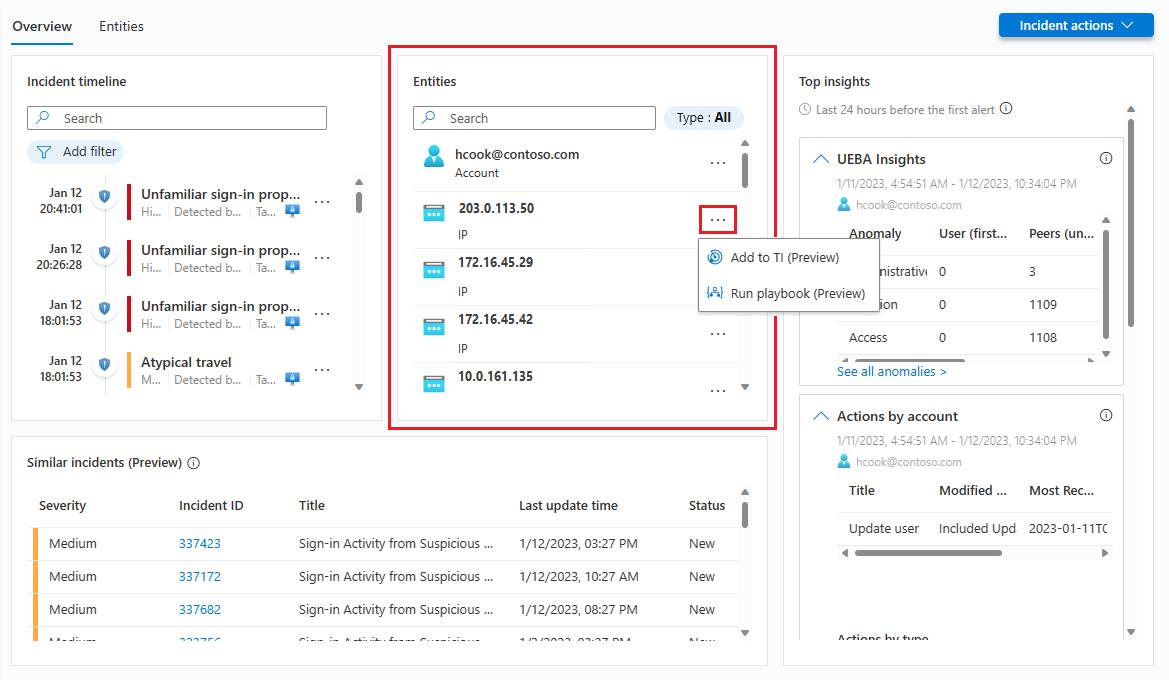 Overview Entities
Incident actions
Incident timeline
Search
Add filter
Jan 12 Unfamiliar sign-in prop... ...
20:41:01 Hi... Detected b... Ta...
Jan 12 Unfamiliar sign-in prop... ...
20:26:28 Hi... Detected b... Ta...
Jan 12 Unfamiliar sign-in prop... ...
18:01:53 Hi... Detected b... Ta...
Jan 12 Atypical travel ...
18:01:53 M... Detected b... Ta...
Entities
Search Type : All
hcook@contoso.com ...
Account
203.0.113.50 ...
IP
172.16.45.29
IP
172.16.45.42 ...
IP
10.0.161.135 ...
Add to TI (Preview)
Run playbook (Preview)
Top insights
Last 24 hours before the first alert
UEBA Insights
1/11/2023, 4:54:51 AM - 1/12/2023, 10:34:04 PM
hcook@contoso.com
Anomaly User (first... Peers (un...
0 3
0 1109
Access 0 1108
See all anomalies >
Actions by account
1/11/2023, 4:54:51 AM - 1/12/2023, 10:34:04 PM
hcook@contoso.com
Title Modified ... Most Rec...
Update user Included Upd 2023-01-11T0
Actions by type
Similar incidents (Preview)
Severity Incident ID Title Last update time Status
Medium 337423 Sign-in Activity from Suspicious ... 1/12/2023, 03:27 PM New
Medium 337172 Sign-in Activity from Suspicious ... 1/12/2023, 10:27 AM New
Medium 337682 Sign-in Activity from Suspicious ... 1/12/2023, 08:27 PM New